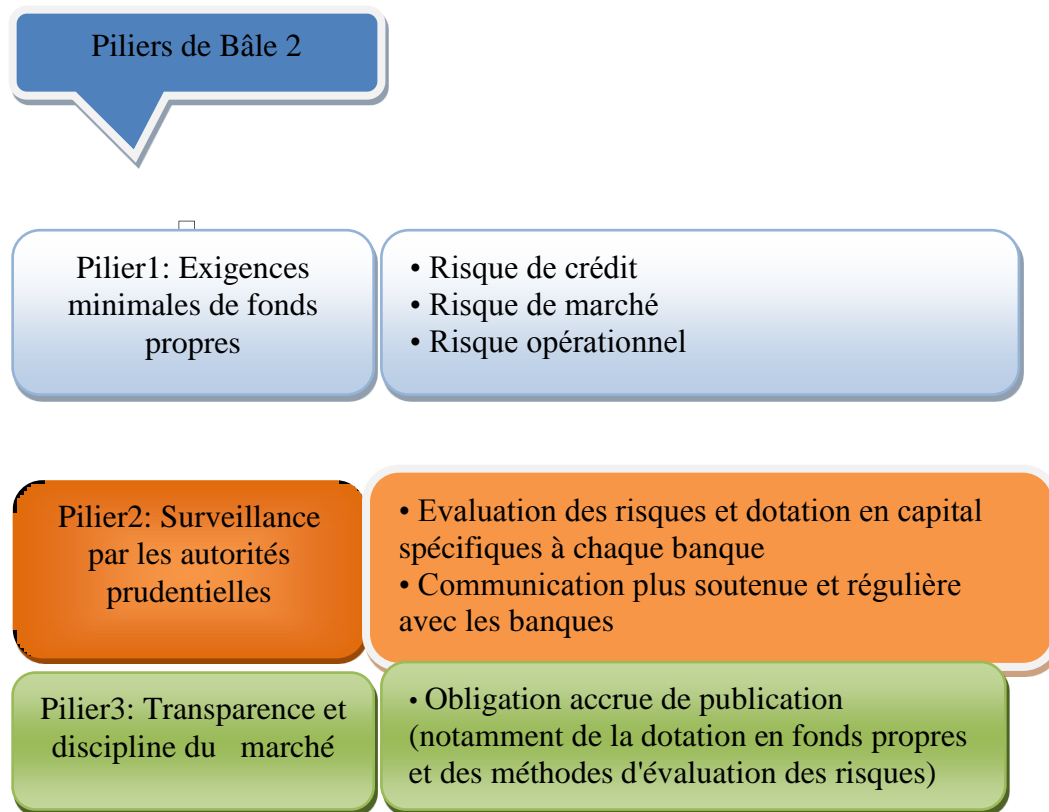 Piliers de Bâle 2
Pilier1: Exigences
minimales de fonds
propres
• Risque de crédit
• Risque de marché
• Risque opérationnel
Pilier2: Surveillance
par les autorités
prudentielles
• Evaluation des risques et dotation en capital
spécifiques à chaque banque
• Communication plus soutenue et régulière
avec les banques
Pilier3: Transparence et
discipline du marché
• Obligation accrue de publication
(notamment de la dotation en fonds propres
et des méthodes d'évaluation des risques)